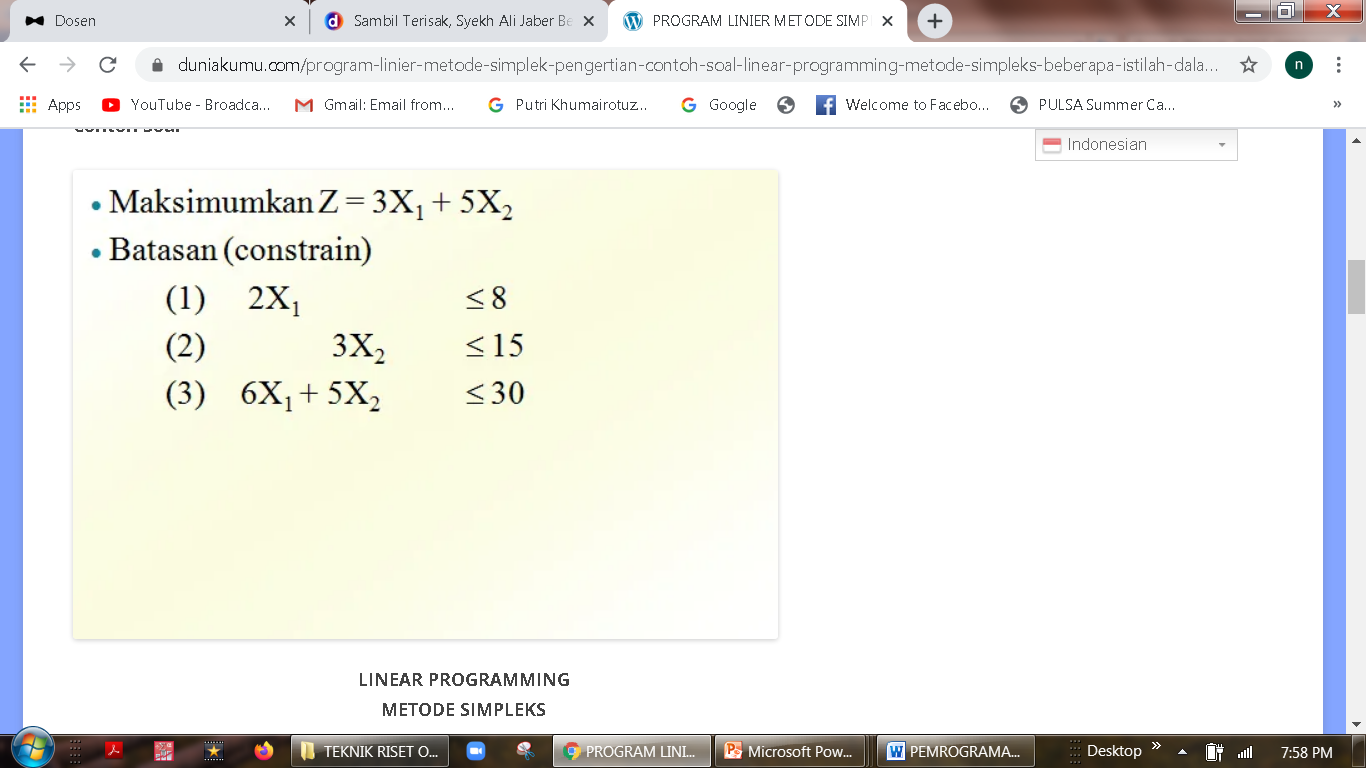 Dosen
Sambil Terisak, Syekh Ali Jaber Be
PROGRAM LINIER METODE SIMP
duniakumu.com/program-linier-metode-simplek-pengertian-contoh-soal-linear-programming-metode-simpleks-beberapa-istilah-dala...
n
Apps
YouTube - Broadca...
Gmail: Email from...
Putri Khumairotuz...
Google
Welcome to Facebo...
PULSA Summer Ca...
»
Contoh Soal
Indonesian
• Maksimumkan Z = 3X₁ + 5X₂
• Batasan (constrain)
(1) 2X₁ ≤ 8
(2) 3X₂ ≤ 15
(3) 6X₁ + 5X₂ ≤ 30
LINEAR PROGRAMMING
METODE SIMPLEKS
TEKNIK RISET O...
PROGRAM LINI...
Microsoft Pow...
PEMROGRAMA...
Desktop »
7:58 PM